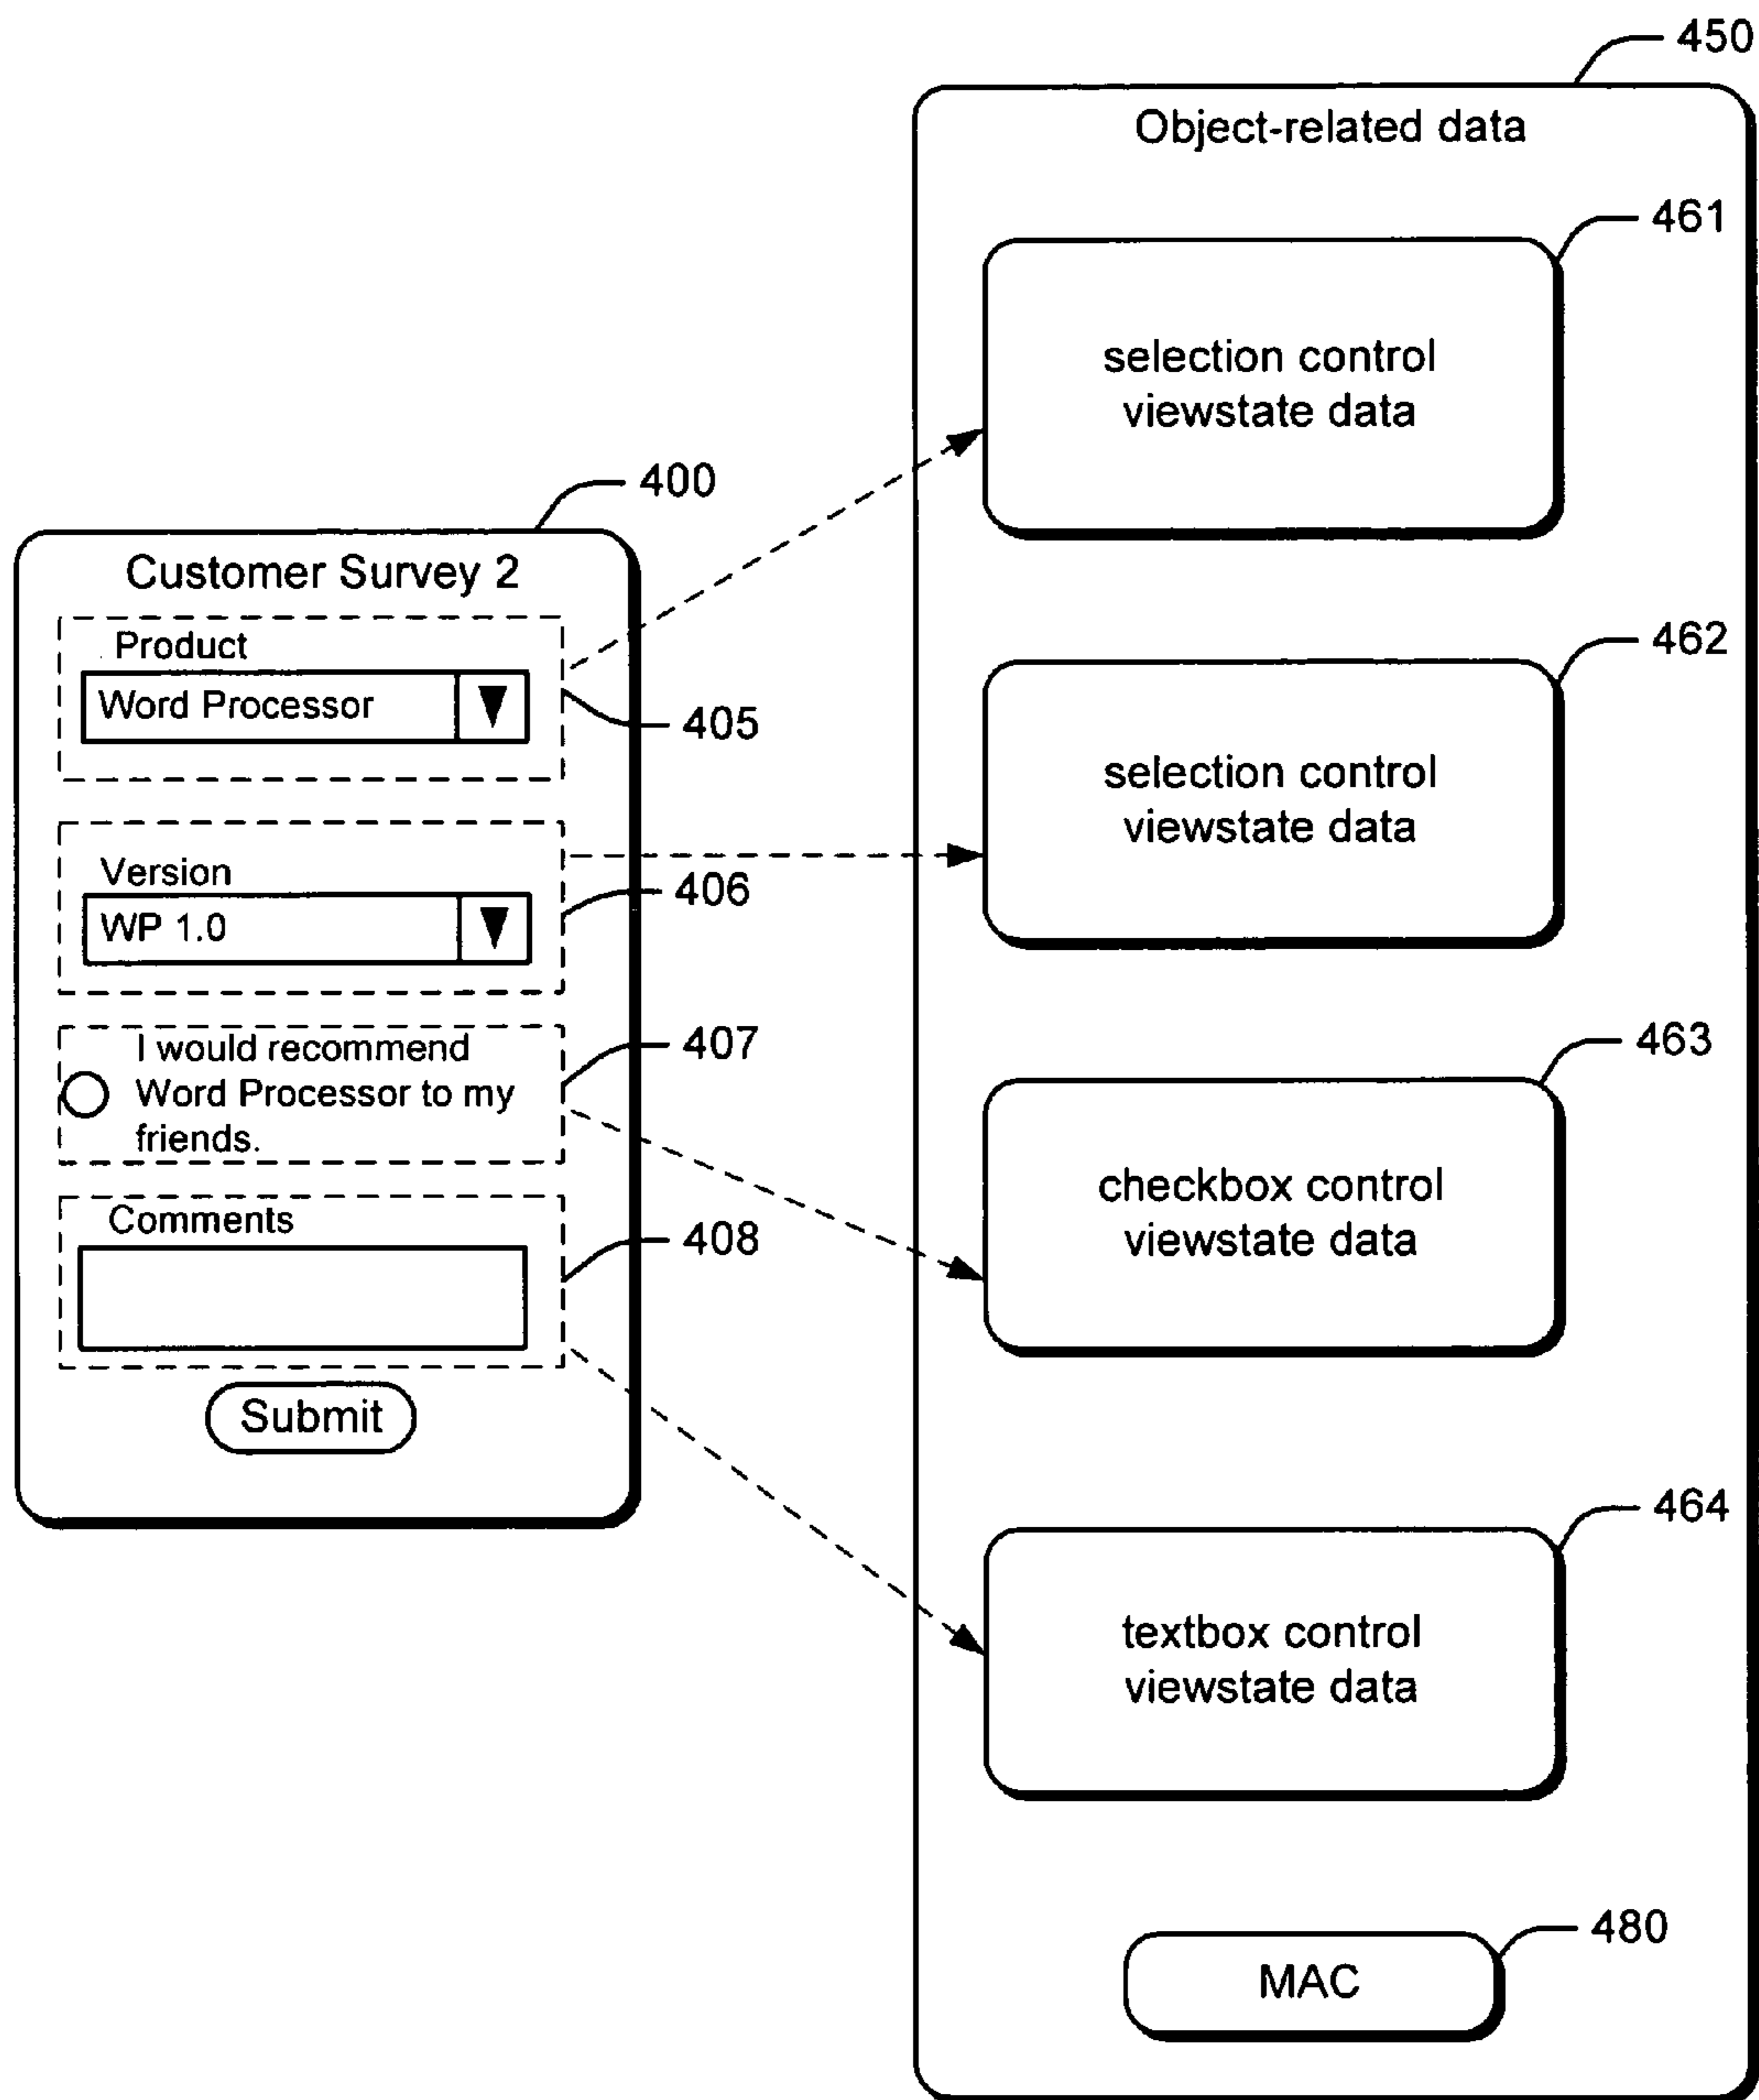 450
Object-related data
461
selection control
viewstate data
462
selection control
viewstate data
463
checkbox control
viewstate data
464
textbox control
viewstate data
480
MAC
400
Customer Survey 2
Product
Word Processor
405
Version
WP 1.0
406
I would recommend
Word Processor to my
friends.
407
Comments
408
Submit